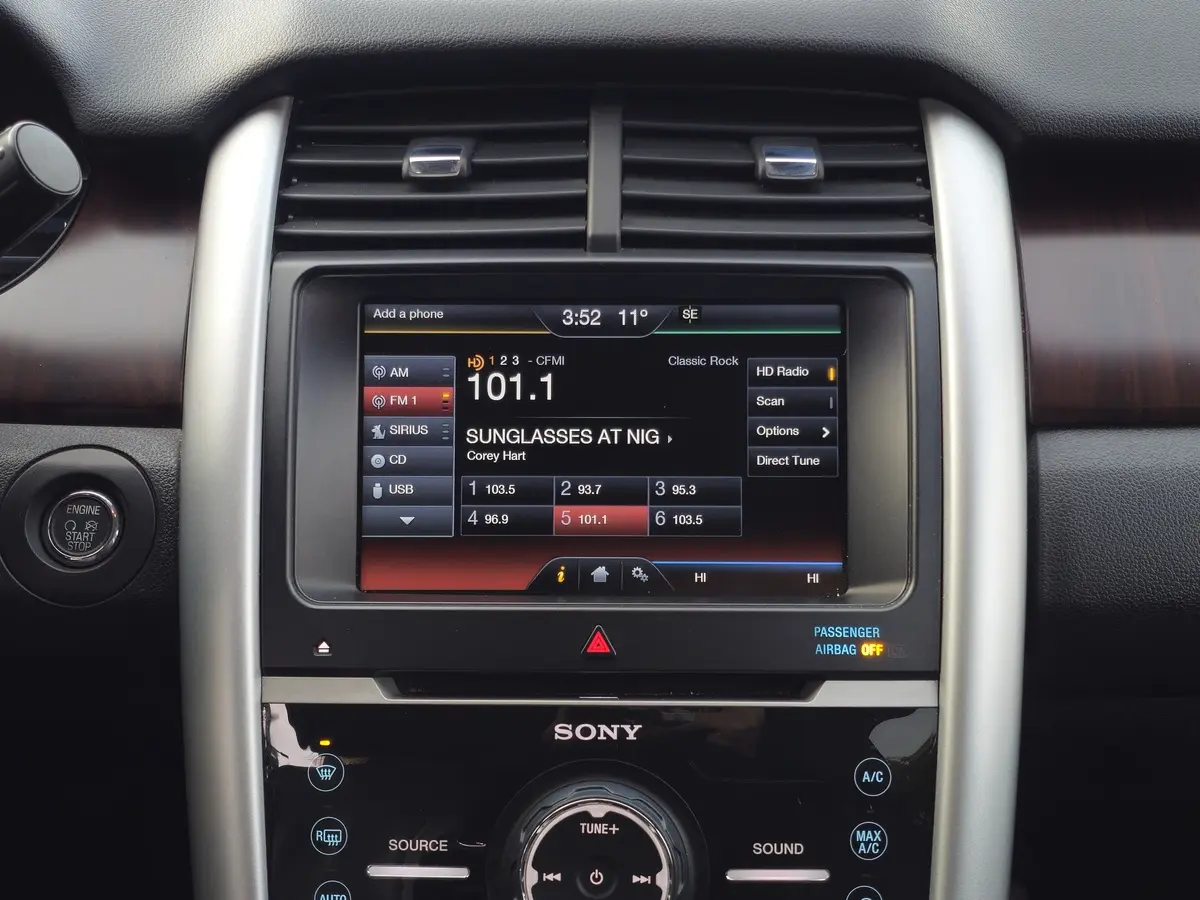 Add a phone
3:52 11°
SE
AM
FM 1
SIRIUS
CD
USB
HD 1 2 3 - CFMI
Classic Rock
101.1
SUNGLASSES AT NIG
Corey Hart
1 103.5
2 93.7
3 95.3
4 96.9
5 101.1
6 103.5
HD Radio
Scan
Options
Direct Tune
i
HI
HI
ENGINE
START
STOP
PASSENGER
AIRBAG OFF
SONY
A/C
R
MAX
A/C
AUTO
SOURCE
TUNE+
SOUND